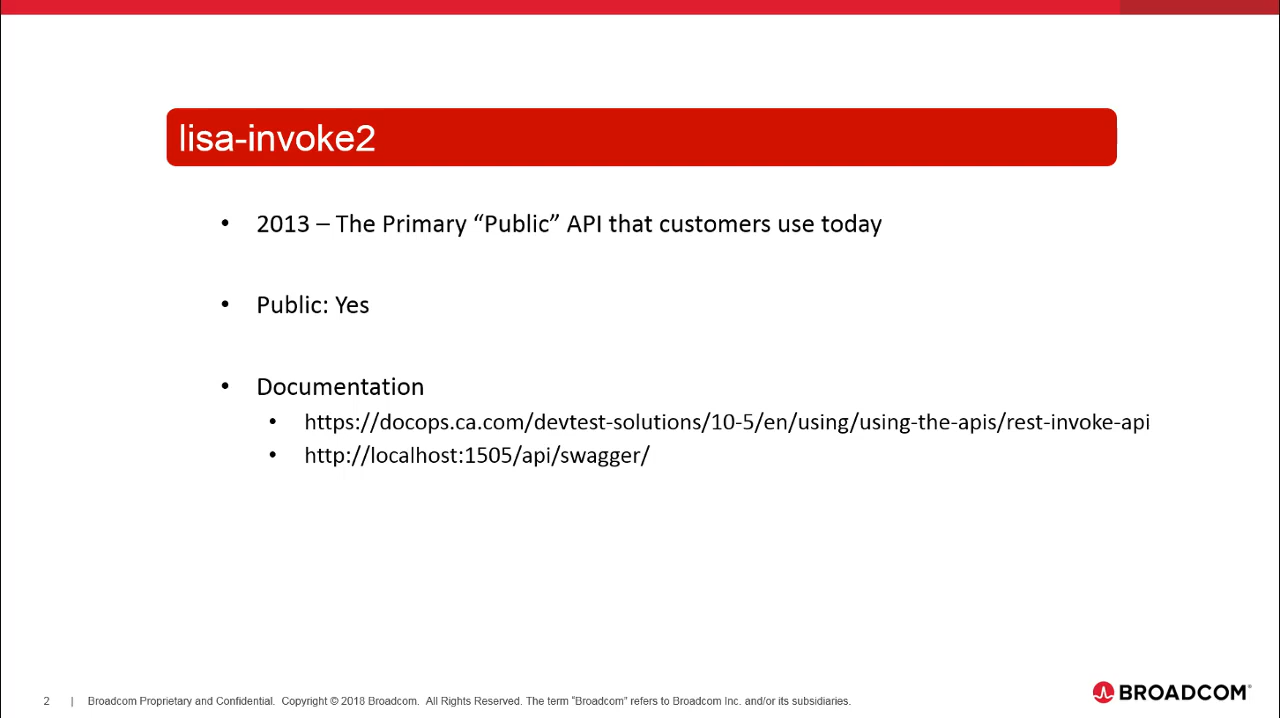 lisa-invoke2
• 2013 – The Primary “Public” API that customers use today
• Public: Yes
• Documentation
• https://docops.ca.com/devtest-solutions/10-5/en/using/using-the-apis/rest-invoke-api
• http://localhost:1505/api/swagger/
2 | Broadcom Proprietary and Confidential. Copyright © 2018 Broadcom. All Rights Reserved. The term “Broadcom” refers to Broadcom Inc. and/or its subsidiaries.
BROADCOM®